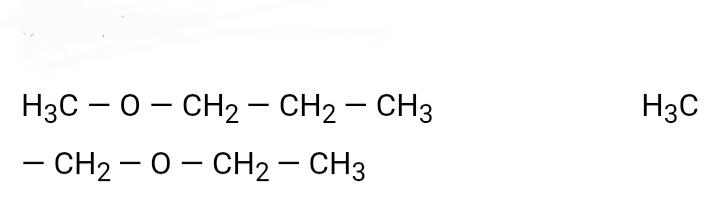 H₃C – O – CH₂ – CH₂ – CH₃ H₃C
– CH₂ – O – CH₂ – CH₃